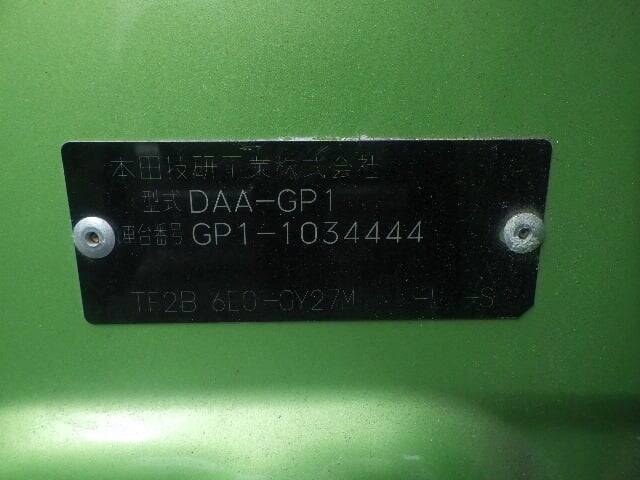 本田技研工業株式会社
型式 DAA-GP1
車台番号 GP1-1034444
TF2B 6E0-0Y27M -U -S